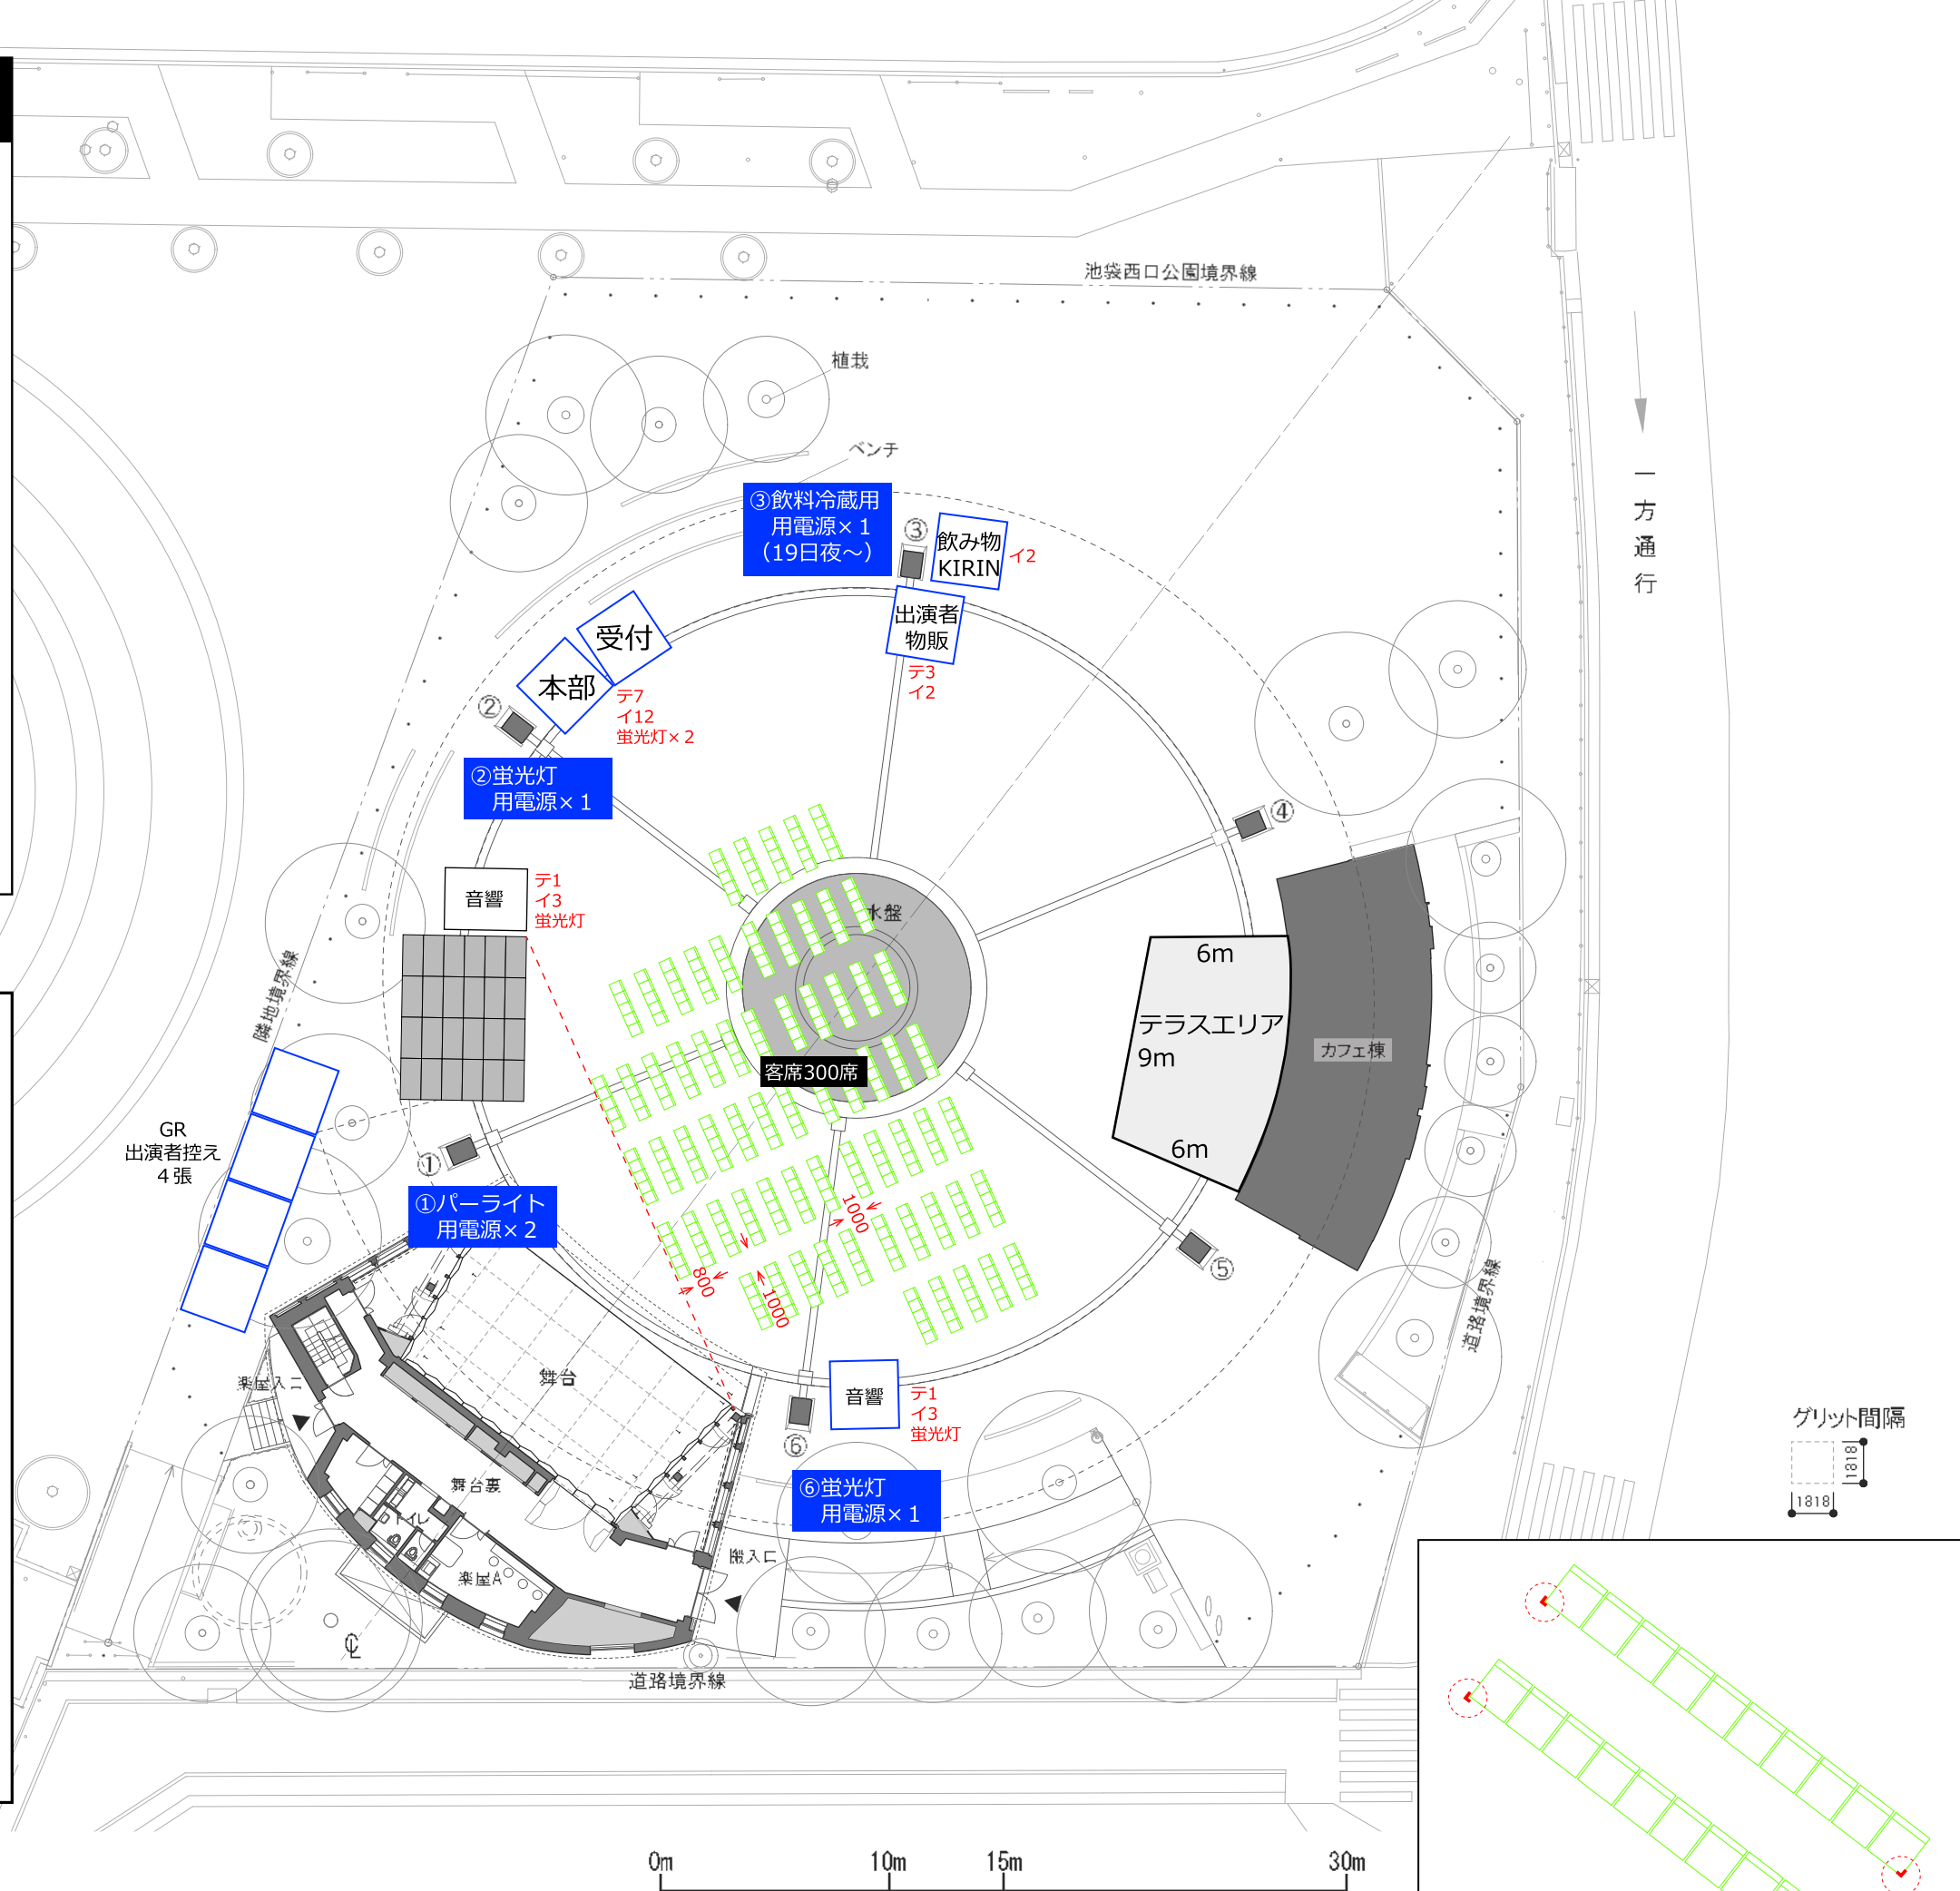 池袋西口公園境界線
植栽
ベンチ
一方通行
③飲料冷蔵用
用電源×１
（19日夜～）
③
飲み物
KIRIN
イ2
出演者
物販
テ3
イ2
受付
本部
テ7
イ12
蛍光灯×２
②
②蛍光灯
用電源×１
④
音響
テ1
イ3
蛍光灯
水盤
隣地境界線
6m
テラスエリア
9m
6m
カフェ棟
客席300席
GR
出演者控え
４張
①
①パーライト
用電源×２
1000
800
1000
⑤
道路境界線
楽屋入口
舞台
音響
テ1
イ3
蛍光灯
⑥
⑥蛍光灯
用電源×１
舞台裏
トイレ
楽屋A
搬入口
道路境界線
グリット間隔
1818
1818
0m
10m
15m
30m